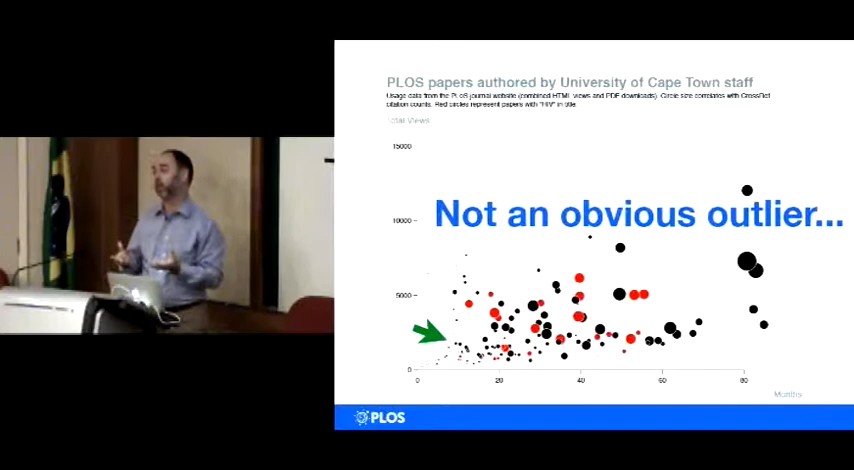 PLOS papers authored by University of Cape Town staff
Usage data from the PLoS journal website (combined HTML views and PDF downloads). Circle size correlates with CrossRef
citation counts. Red circles represent papers with "HIV" in title
Total Views
15000
Not an obvious outlier...
10000
5000
0
0 20 40 60 80
Months
PLOS